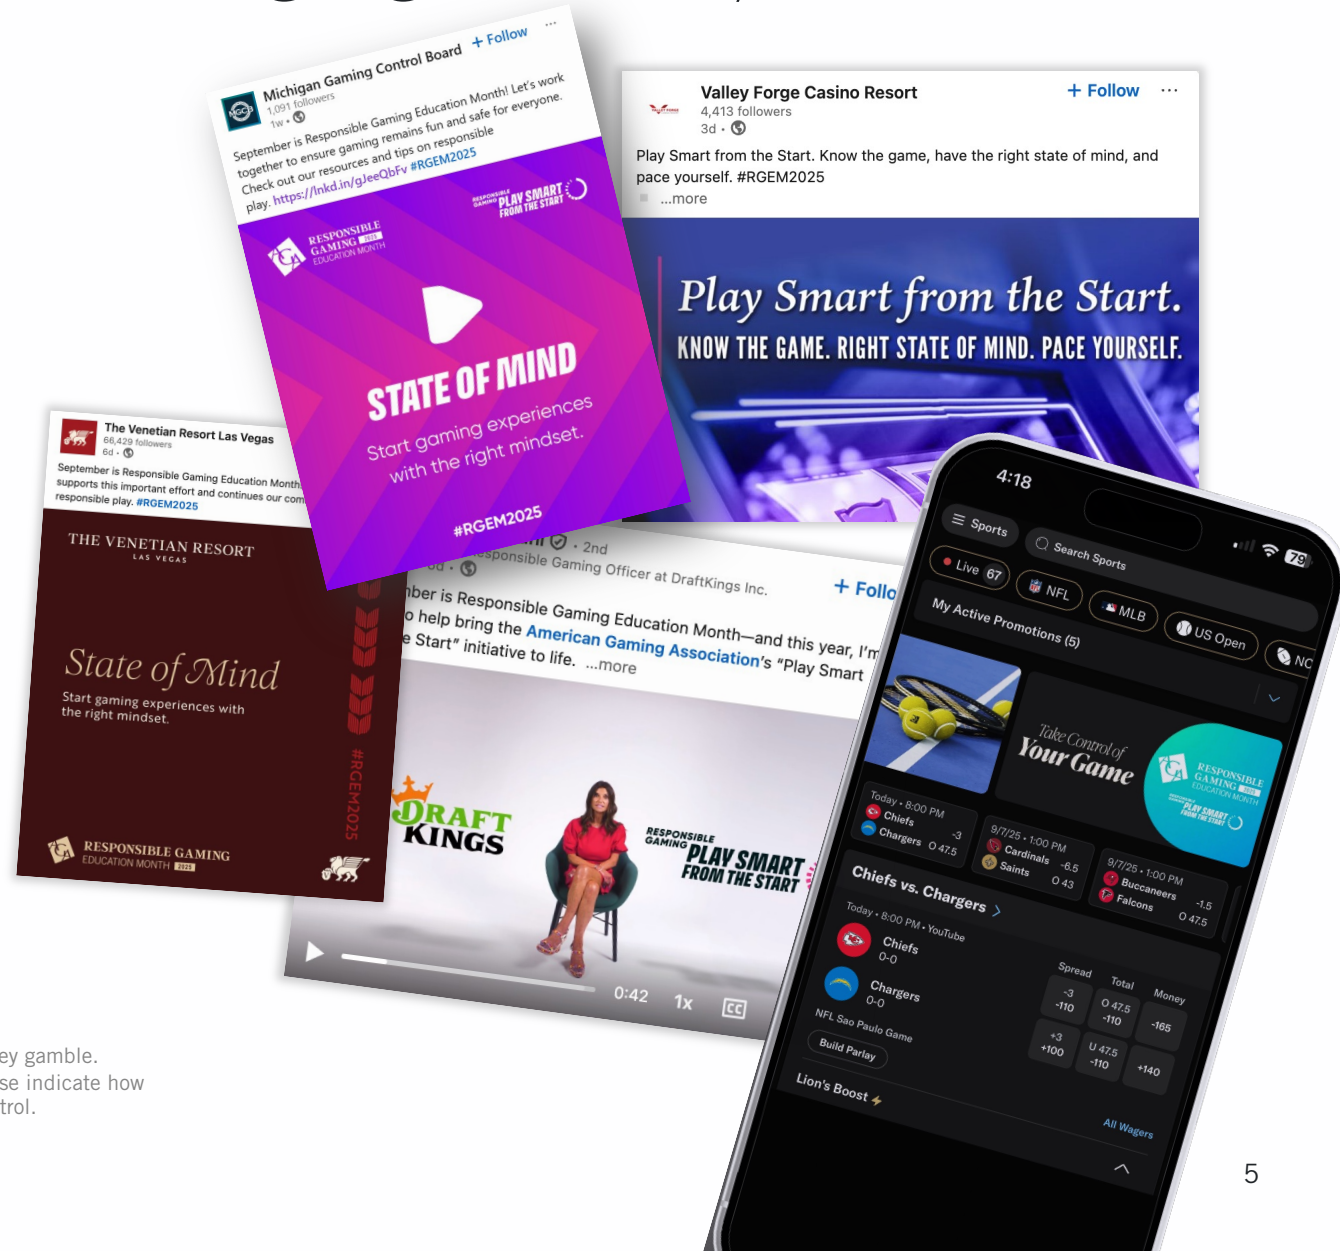 Michigan Gaming Control Board + Follow ...
MGCB
1,091 followers
1w •
September is Responsible Gaming Education Month! Let's work
together to ensure gaming remains fun and safe for everyone.
Check out our resources and tips on responsible
play. https://lnkd.in/gJeeQbFv #RGEM2025
RESPONSIBLE
GAMING
PLAY SMART
FROM THE START
AGA
RESPONSIBLE
GAMING 2025
EDUCATION MONTH
STATE OF MIND
Start gaming experiences
with the right mindset.
#RGEM2025
Valley Forge Casino Resort + Follow ...
VALLEY FORGE
4,413 followers
3d •
Play Smart from the Start. Know the game, have the right state of mind, and
pace yourself. #RGEM2025
...more
Play Smart from the Start.
KNOW THE GAME. RIGHT STATE OF MIND. PACE YOURSELF.
The Venetian Resort Las Vegas
66,429 followers
6d •
September is Responsible Gaming Education Month
supports this important effort and continues our com
responsible play. #RGEM2025
THE VENETIAN RESORT
LAS VEGAS
State of Mind
Start gaming experiences with
the right mindset.
#RGEM2025
AGA
RESPONSIBLE GAMING
EDUCATION MONTH 2025
• 2nd
sponsible Gaming Officer at DraftKings Inc.
+ Follo
ber is Responsible Gaming Education Month—and this year, I'm
o help bring the American Gaming Association's "Play Smart
e Start" initiative to life. ...more
DRAFT
KINGS
RESPONSIBLE
GAMING
PLAY SMART
FROM THE START
0:42 1x CC
4:18
79
Sports
Search Sports
Live 67
NFL
MLB
US Open
NC
My Active Promotions (5)
Take Control of
Your Game
AGA
RESPONSIBLE
GAMING 2025
EDUCATION MONTH
RESPONSIBLE
GAMING
PLAY SMART
FROM THE START
Today • 8:00 PM
Chiefs -3
Chargers O 47.5
9/7/25 • 1:00 PM
Cardinals -6.5
Saints O 43
9/7/25 • 1:00 PM
Buccaneers -1.5
Falcons O 47.5
Chiefs vs. Chargers
Today • 8:00 PM • YouTube
Spread Total Money
Chiefs
0-0
-3
-110
O 47.5
-110
-165
Chargers
0-0
+3
+100
U 47.5
-110
+140
NFL Sao Paulo Game
Build Parlay
Lion's Boost
All Wagers
ey gamble.
se indicate how
trol.
5